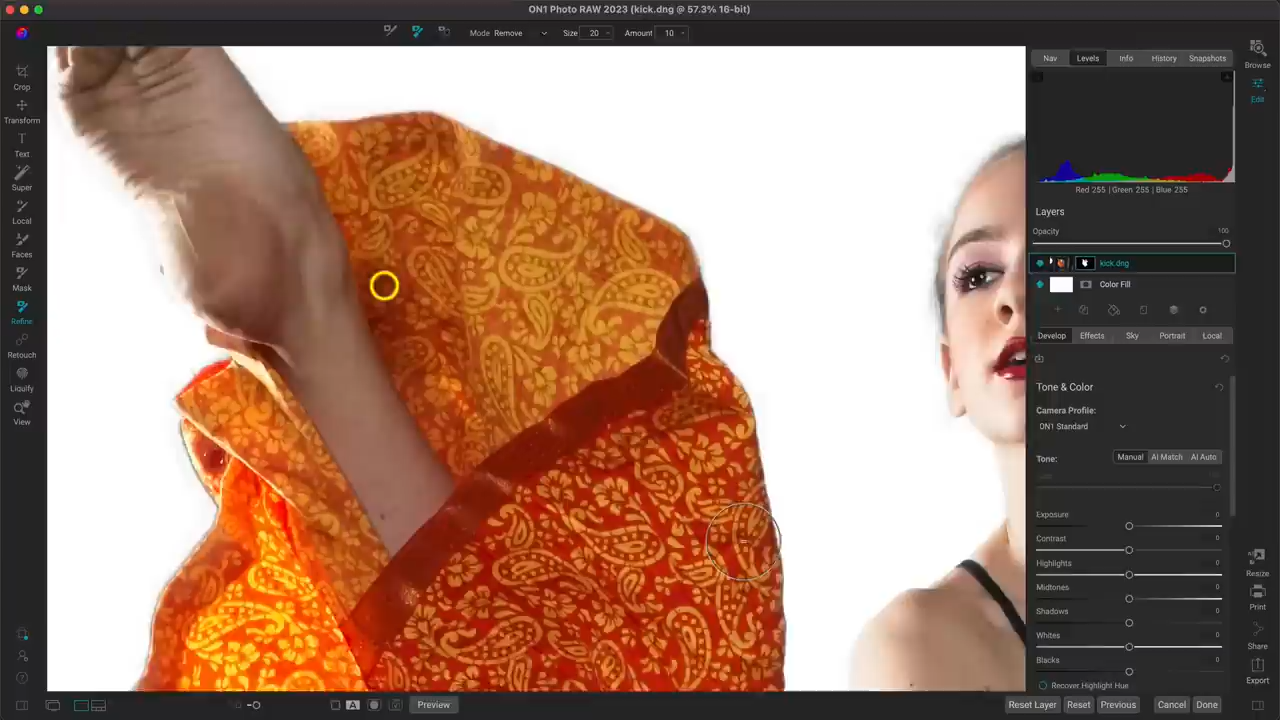 ON1 Photo RAW 2023 (kick.dng @ 57.3% 16-bit)
Mode Remove Size 20 Amount 10
Crop
Transform
Text
Super
Local
Faces
Mask
Refine
Retouch
Liquify
View
Nav Levels Info History Snapshots
Red 255 | Green 255 | Blue 255
Layers
Opacity 100
kick.dng
Color Fill
Develop Effects Sky Portrait Local
Tone & Color
Camera Profile:
ON1 Standard
Tone: Manual AI Match AI Auto
Exposure 0
Contrast 0
Highlights 0
Midtones 0
Shadows 0
Whites 0
Blacks 0
Recover Highlight Hue
Browse
Edit
Resize
Print
Share
Export
A Preview
Reset Layer Reset Previous Cancel Done